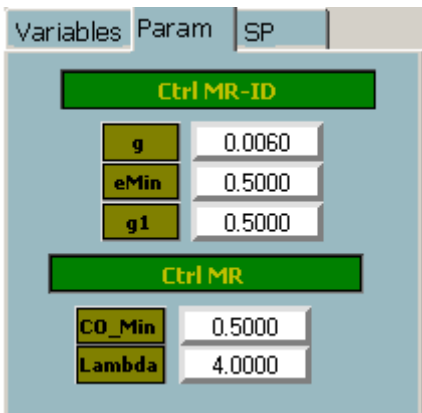 Variables Param SP
Ctrl MR-ID
g 0.0060
eMin 0.5000
g1 0.5000
Ctrl MR
CO_Min 0.5000
Lambda 4.0000